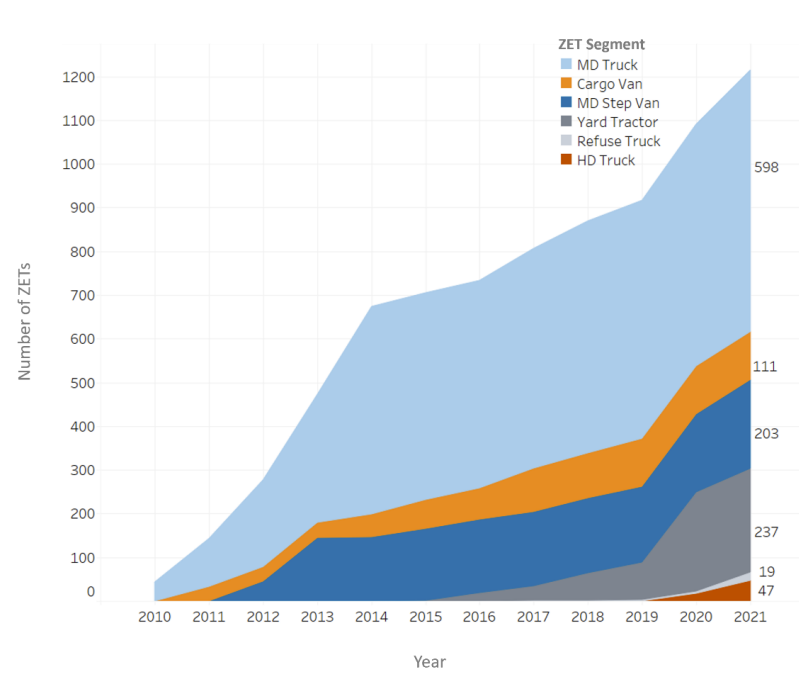 ZET Segment
MD Truck
Cargo Van
MD Step Van
Yard Tractor
Refuse Truck
HD Truck
1200
1100
1000
900
800
700
600
500
400
300
200
100
0
Number of ZETs
598
111
203
237
19
47
2010 2011 2012 2013 2014 2015 2016 2017 2018 2019 2020 2021
Year